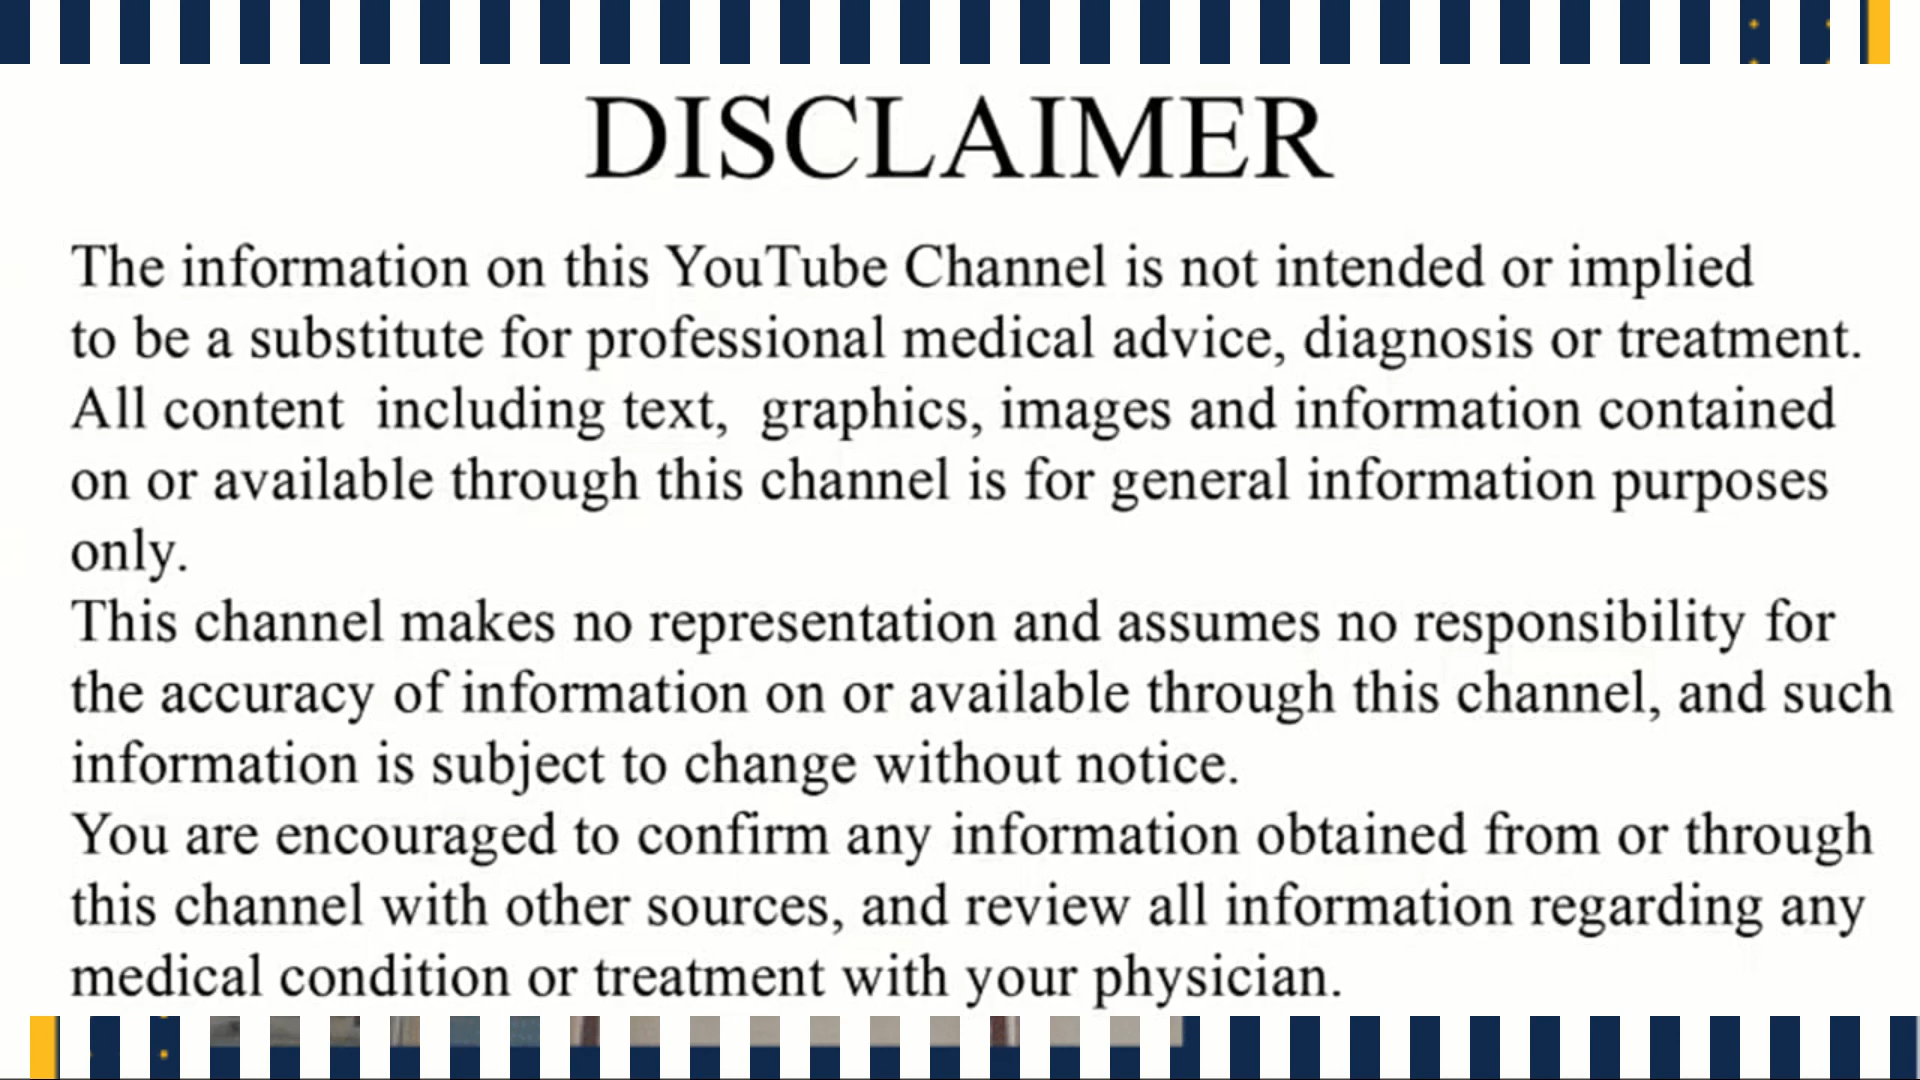 DISCLAIMER
The information on this YouTube Channel is not intended or implied
to be a substitute for professional medical advice, diagnosis or treatment.
All content  including text,  graphics, images and information contained
on or available through this channel is for general information purposes
only.
This channel makes no representation and assumes no responsibility for
the accuracy of information on or available through this channel, and such
information is subject to change without notice.
You are encouraged to confirm any information obtained from or through
this channel with other sources, and review all information regarding any
medical condition or treatment with your physician.